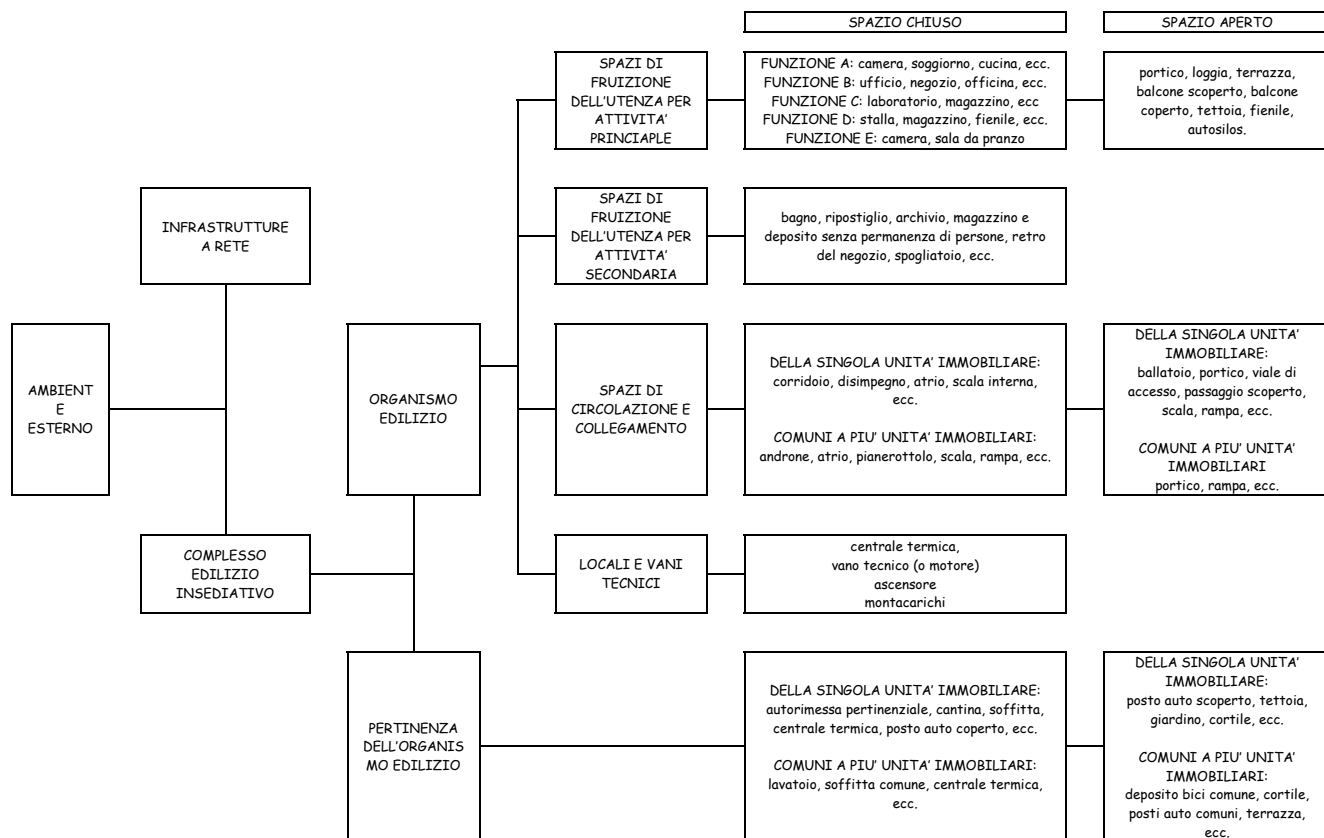 SPAZIO CHIUSO
SPAZIO APERTO
SPAZI DI
FRUIZIONE
DELL'UTENZA PER
ATTIVITA'
PRINCIAPLE
FUNZIONE A: camera, soggiorno, cucina, ecc.
FUNZIONE B: ufficio, negozio, officina, ecc.
FUNZIONE C: laboratorio, magazzino, ecc
FUNZIONE D: stalla, magazzino, fienile, ecc.
FUNZIONE E: camera, sala da pranzo
portico, loggia, terrazza,
balcone scoperto, balcone
coperto, tettoia, fienile,
autosilos.
INFRASTRUTTURE
A RETE
SPAZI DI
FRUIZIONE
DELL'UTENZA PER
ATTIVITA'
SECONDARIA
bagno, ripostiglio, archivio, magazzino e
deposito senza permanenza di persone, retro
del negozio, spogliatoio, ecc.
AMBIENT
E
ESTERNO
ORGANISMO
EDILIZIO
SPAZI DI
CIRCOLAZIONE E
COLLEGAMENTO
DELLA SINGOLA UNITA' IMMOBILIARE:
corridoio, disimpegno, atrio, scala interna,
ecc.
COMUNI A PIU' UNITA' IMMOBILIARI:
androne, atrio, pianerottolo, scala, rampa, ecc.
DELLA SINGOLA UNITA'
IMMOBILIARE:
ballatoio, portico, viale di
accesso, passaggio scoperto,
scala, rampa, ecc.
COMUNI A PIU' UNITA'
IMMOBILIARI
portico, rampa, ecc.
COMPLESSO
EDILIZIO
INSEDIATIVO
LOCALI E VANI
TECNICI
centrale termica,
vano tecnico (o motore)
ascensore
montacarichi
PERTINENZA
DELL'ORGANIS
MO EDILIZIO
DELLA SINGOLA UNITA' IMMOBILIARE:
autorimessa pertinenziale, cantina, soffitta,
centrale termica, posto auto coperto, ecc.
COMUNI A PIU' UNITA' IMMOBILIARI:
lavatoio, soffitta comune, centrale termica,
ecc.
DELLA SINGOLA UNITA'
IMMOBILIARE:
posto auto scoperto, tettoia,
giardino, cortile, ecc.
COMUNI A PIU' UNITA'
IMMOBILIARI:
deposito bici comune, cortile,
posti auto comuni, terrazza,
ecc.